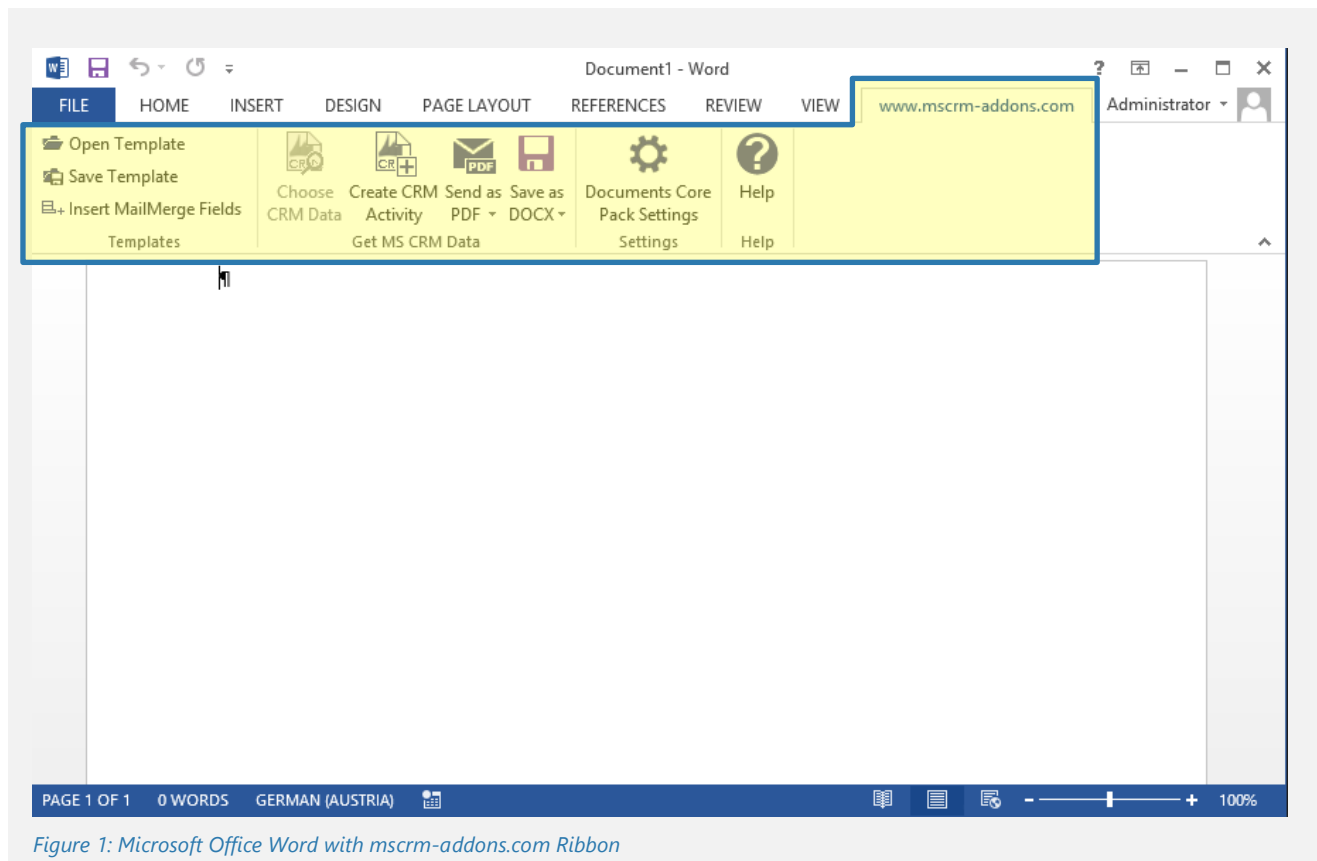 Document1 - Word
FILE HOME INSERT DESIGN PAGE LAYOUT REFERENCES REVIEW VIEW www.mscrm-addons.com Administrator
Open Template
Save Template
Insert MailMerge Fields
Templates
Choose
CRM Data
Create CRM
Activity
PDF
Send as
PDF
Save as
DOCX
Get MS CRM Data
Documents Core
Pack Settings
Settings
Help
Help
¶
PAGE 1 OF 1 0 WORDS GERMAN (AUSTRIA) 100%
Figure 1: Microsoft Office Word with mscrm-addons.com Ribbon